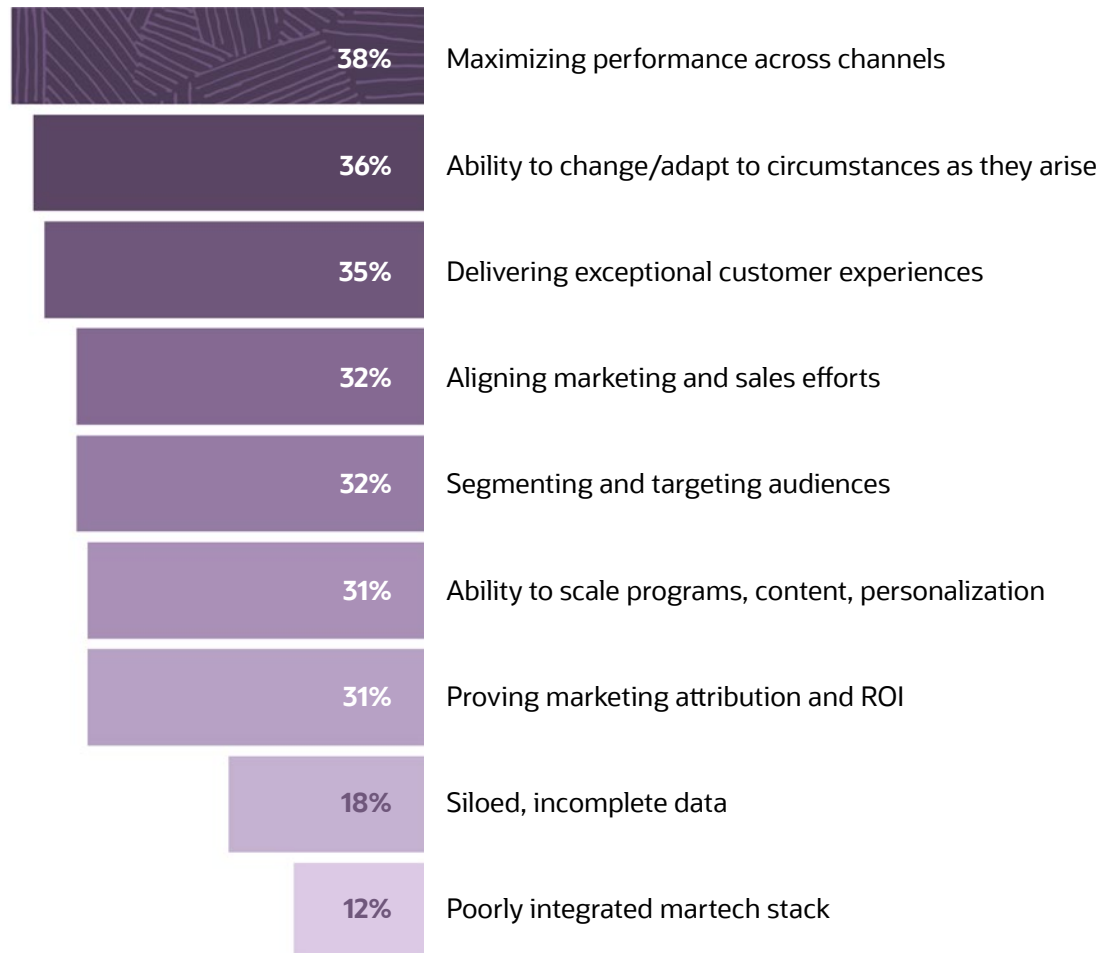 38% Maximizing performance across channels
36% Ability to change/adapt to circumstances as they arise
35% Delivering exceptional customer experiences
32% Aligning marketing and sales efforts
32% Segmenting and targeting audiences
31% Ability to scale programs, content, personalization
31% Proving marketing attribution and ROI
18% Siloed, incomplete data
12% Poorly integrated martech stack